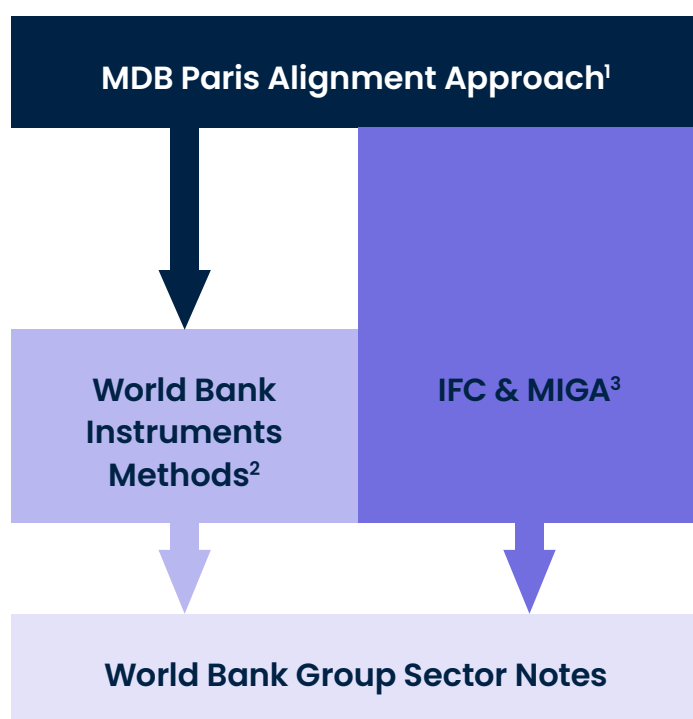 MDB Paris Alignment Approach¹
World Bank
Instruments
Methods²
IFC & MIGA³
World Bank Group Sector Notes